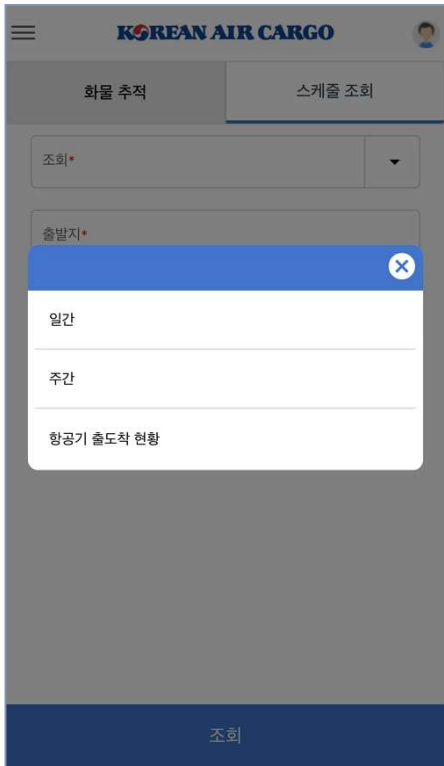 KOREAN AIR CARGO
화물 추적
스케줄 조회
조회*
출발지*
일간
주간
항공기 출도착 현황
조회